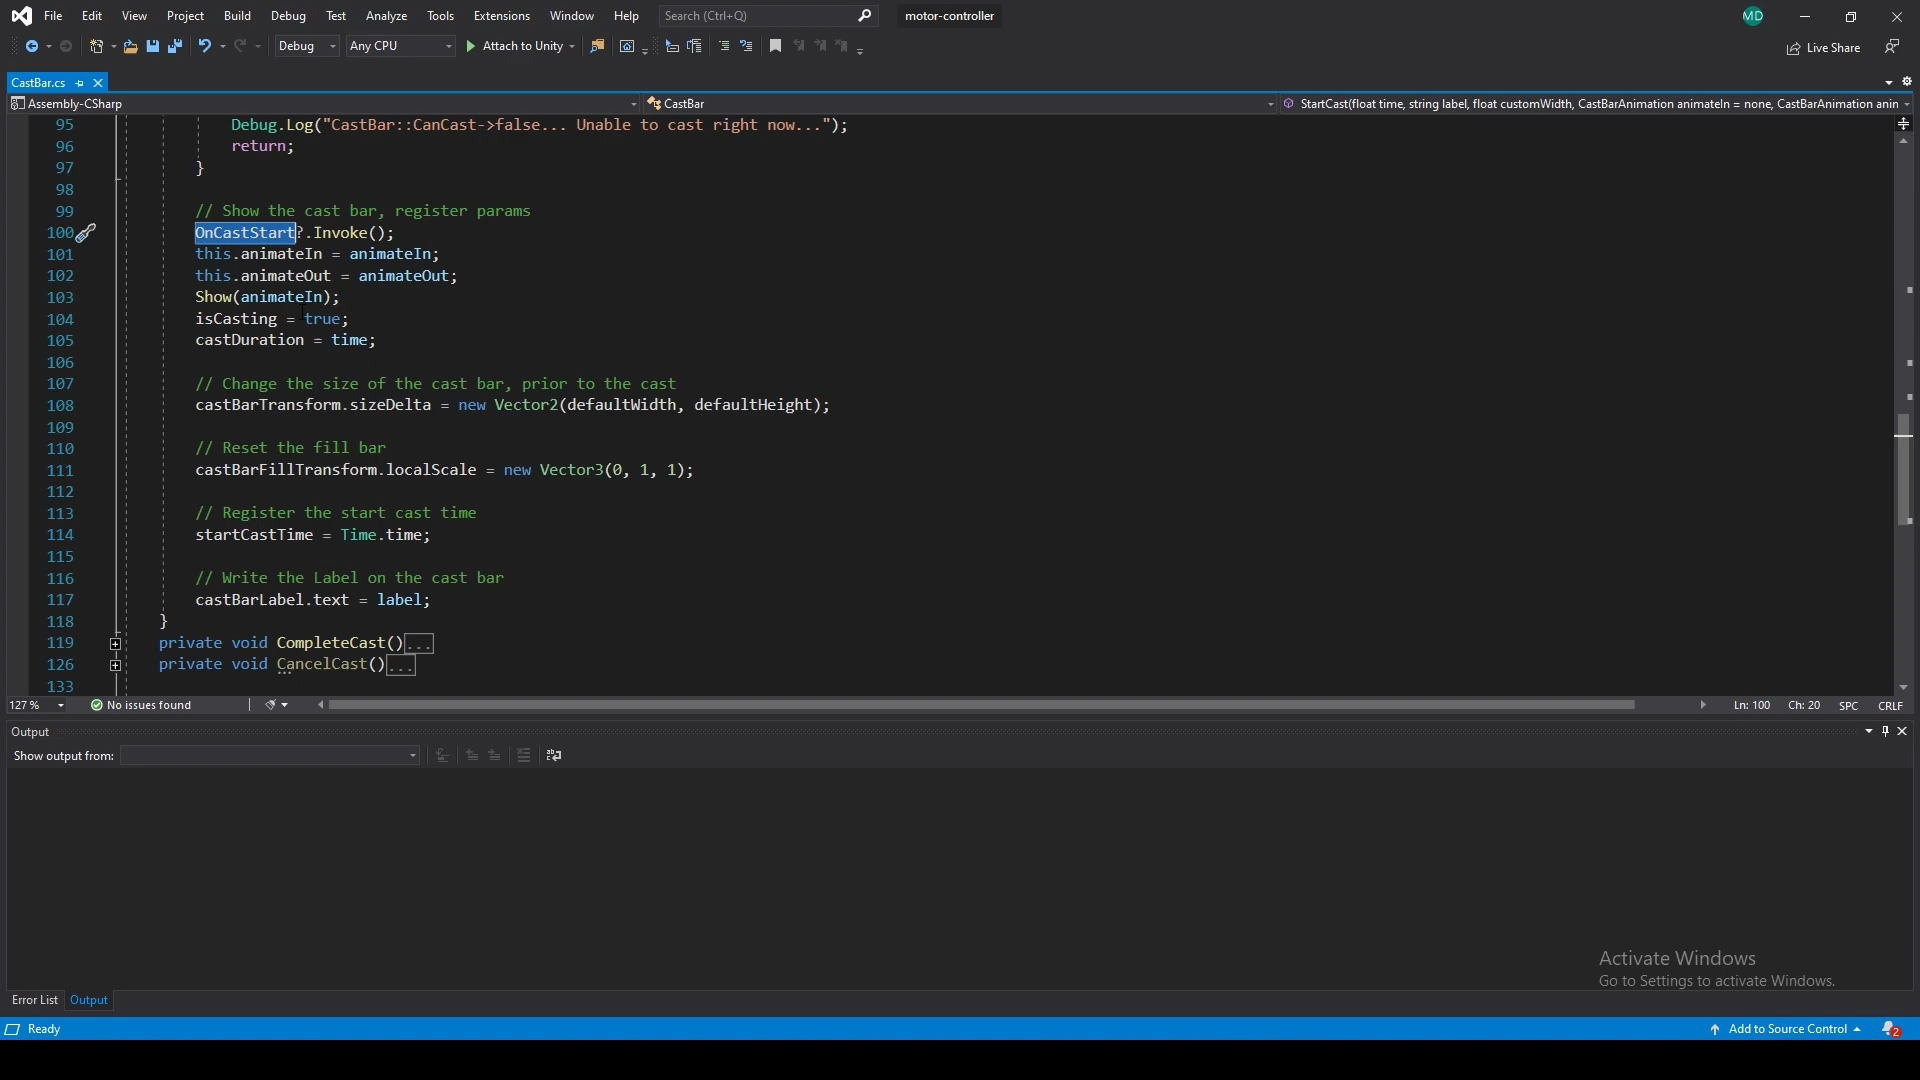 File Edit View Project Build Debug Test Analyze Tools Extensions Window Help Search (Ctrl+Q) motor-controller MD
Debug Any CPU Attach to Unity Live Share
CastBar.cs
Assembly-CSharp CastBar StartCast(float time, string label, float customWidth, CastBarAnimation animateIn = none, CastBarAnimation anin
95 Debug.Log("CastBar::CanCast->false... Unable to cast right now...");
96 return;
97 }
98
99 // Show the cast bar, register params
100 OnCastStart?.Invoke();
101 this.animateIn = animateIn;
102 this.animateOut = animateOut;
103 Show(animateIn);
104 isCasting = true;
105 castDuration = time;
106
107 // Change the size of the cast bar, prior to the cast
108 castBarTransform.sizeDelta = new Vector2(defaultWidth, defaultHeight);
109
110 // Reset the fill bar
111 castBarFillTransform.localScale = new Vector3(0, 1, 1);
112
113 // Register the start cast time
114 startCastTime = Time.time;
115
116 // Write the Label on the cast bar
117 castBarLabel.text = label;
118 }
119 private void CompleteCast()...
126 private void CancelCast()...
133
127 % No issues found Ln: 100 Ch: 20 SPC CRLF
Output
Show output from:
Activate Windows
Go to Settings to activate Windows.
Error List Output
Ready Add to Source Control 2